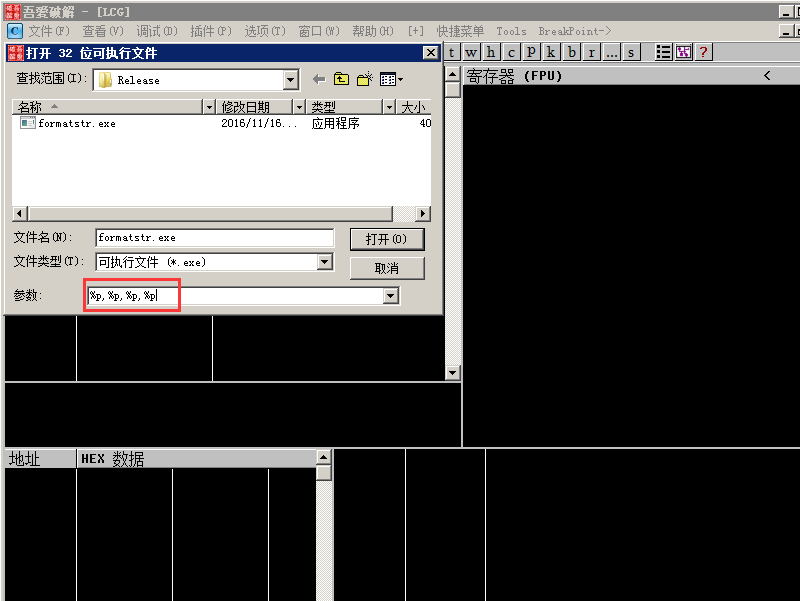 吾爱破解 - [LCG]
C 文件(F) 查看(V) 调试(D) 插件(P) 选项(T) 窗口(W) 帮助(H) [+] 快捷菜单 Tools BreakPoint->
打开 32 位可执行文件
t w h c P k b r ... s ?
查找范围(I): Release
寄存器 (FPU) <
名称 修改日期 类型 大小
formatstr.exe 2016/11/16... 应用程序 40
文件名(N): formatstr.exe 打开(O)
文件类型(T): 可执行文件 (*.exe) 取消
参数: %p,%p,%p,%p
地址 HEX 数据